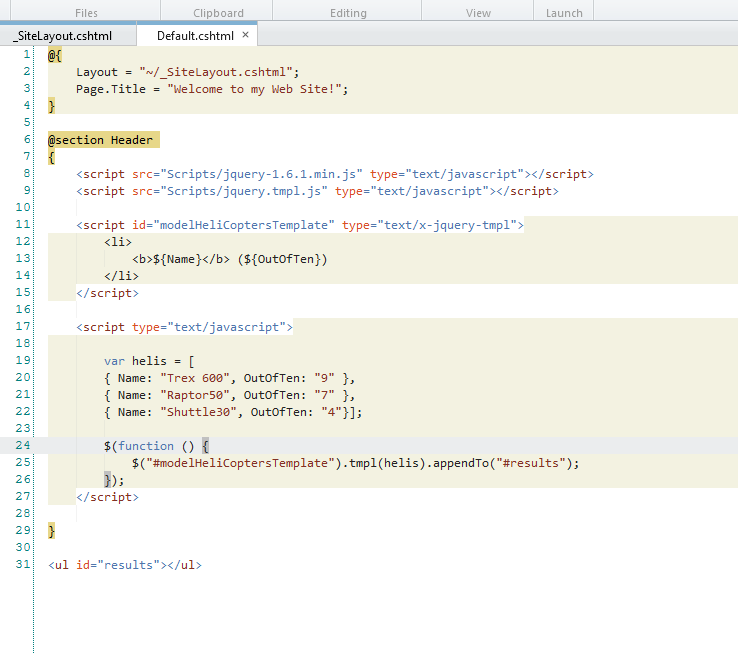 Files Clipboard Editing View Launch
_SiteLayout.cshtml Default.cshtml ×
1 @{
2     Layout = "~/_SiteLayout.cshtml";
3     Page.Title = "Welcome to my Web Site!";
4 }
5
6 @section Header
7 {
8     <script src="Scripts/jquery-1.6.1.min.js" type="text/javascript"></script>
9     <script src="Scripts/jquery.tmpl.js" type="text/javascript"></script>
10
11     <script id="modelHeliCoptersTemplate" type="text/x-jquery-tmpl">
12         <li>
13             <b>${Name}</b> (${OutOfTen})
14         </li>
15     </script>
16
17     <script type="text/javascript">
18
19         var helis = [
20         { Name: "Trex 600", OutOfTen: "9" },
21         { Name: "Raptor50", OutOfTen: "7" },
22         { Name: "Shuttle30", OutOfTen: "4"}];
23
24         $(function () {
25             $("#modelHeliCoptersTemplate").tmpl(helis).appendTo("#results");
26         });
27     </script>
28
29 }
30
31 <ul id="results"></ul>